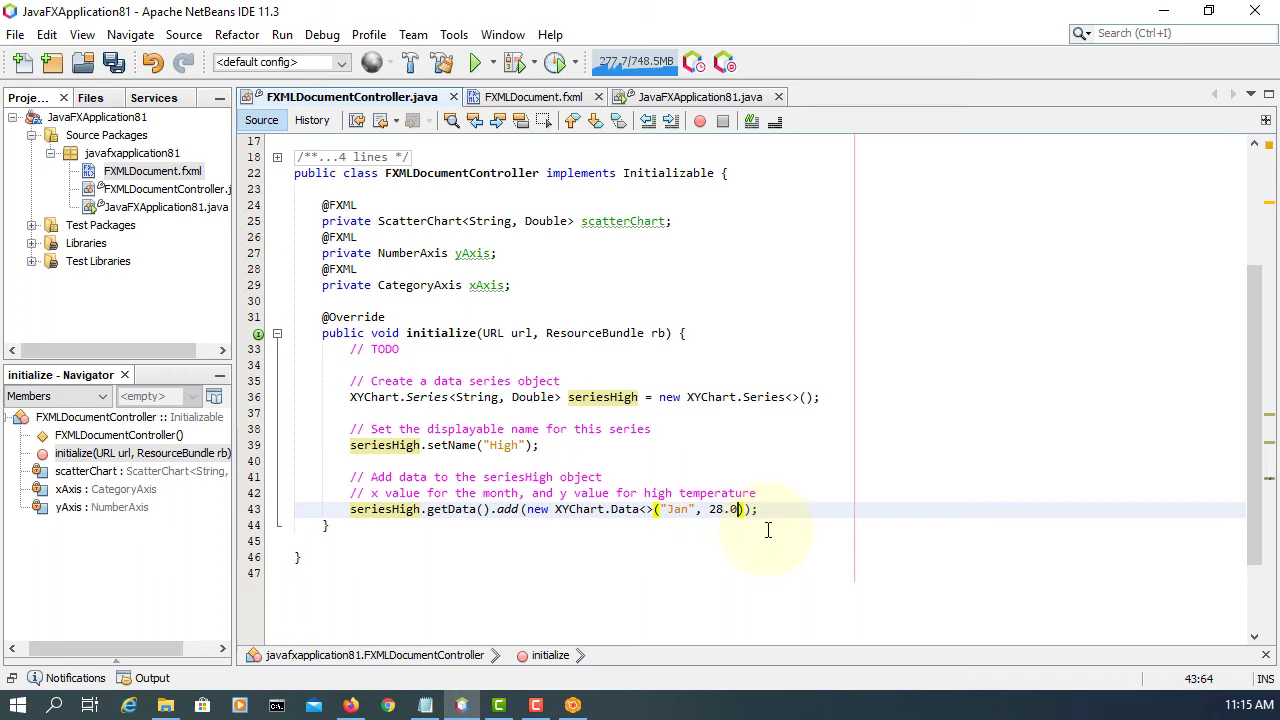 JavaFXApplication81 - Apache NetBeans IDE 11.3
File Edit View Navigate Source Refactor Run Debug Profile Team Tools Window Help
Search (Ctrl+I)
<default config>
277.7/748.5MB
Proje... Files Services
FXMLDocumentController.java FXMLDocument.fxml JavaFXApplication81.java
Source History
JavaFXApplication81
Source Packages
javafxapplication81
FXMLDocument.fxml
FXMLDocumentController.j
JavaFXApplication81.java
Test Packages
Libraries
Test Libraries
initialize - Navigator
Members <empty>
FXMLDocumentController :: Initializable
FXMLDocumentController()
initialize(URL url, ResourceBundle rb)
scatterChart : ScatterChart<String,
xAxis : CategoryAxis
yAxis : NumberAxis
17
18 /**...4 lines */
22 public class FXMLDocumentController implements Initializable {
23
24 @FXML
25 private ScatterChart<String, Double> scatterChart;
26 @FXML
27 private NumberAxis yAxis;
28 @FXML
29 private CategoryAxis xAxis;
30
31 @Override
public void initialize(URL url, ResourceBundle rb) {
33 // TODO
34
35 // Create a data series object
36 XYChart.Series<String, Double> seriesHigh = new XYChart.Series<>();
37
38 // Set the displayable name for this series
39 seriesHigh.setName("High");
40
41 // Add data to the seriesHigh object
42 // x value for the month, and y value for high temperature
43 seriesHigh.getData().add(new XYChart.Data<>("Jan", 28.0));
44 }
45
46 }
47
javafxapplication81.FXMLDocumentController initialize
Notifications Output
43:64 INS
11:15 AM